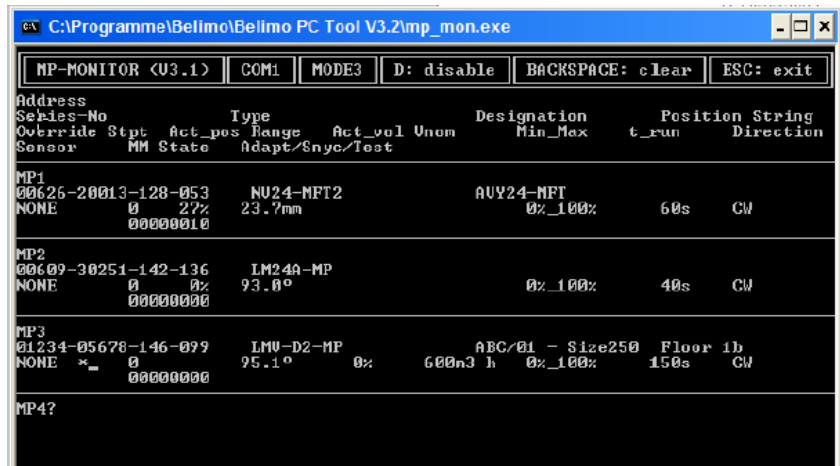 C:\Programme\Belimo\Belimo PC Tool V3.2\mp_mon.exe
MP-MONITOR (V3.1) COM1 MODE3 D: disable BACKSPACE: clear ESC: exit
Address
Series-No Type Designation Position String
Override Stpt Act_pos Range Act_vol Vnom Min_Max t_run Direction
Sensor MM State Adapt/Snyc/Test
MP1
00626-20013-128-053 NV24-MFT2 AVY24-MFT
NONE 0 27% 23.7mm 0%_100% 60s CW
00000010
MP2
00609-30251-142-136 LM24A-MP
NONE 0 0% 93.0° 0%_100% 40s CW
00000000
MP3
01234-05678-146-099 LMV-D2-MP ABC/01 - Size250 Floor 1b
NONE *_ 0 95.1° 0% 600m3 h 0%_100% 150s CW
00000000
MP4?